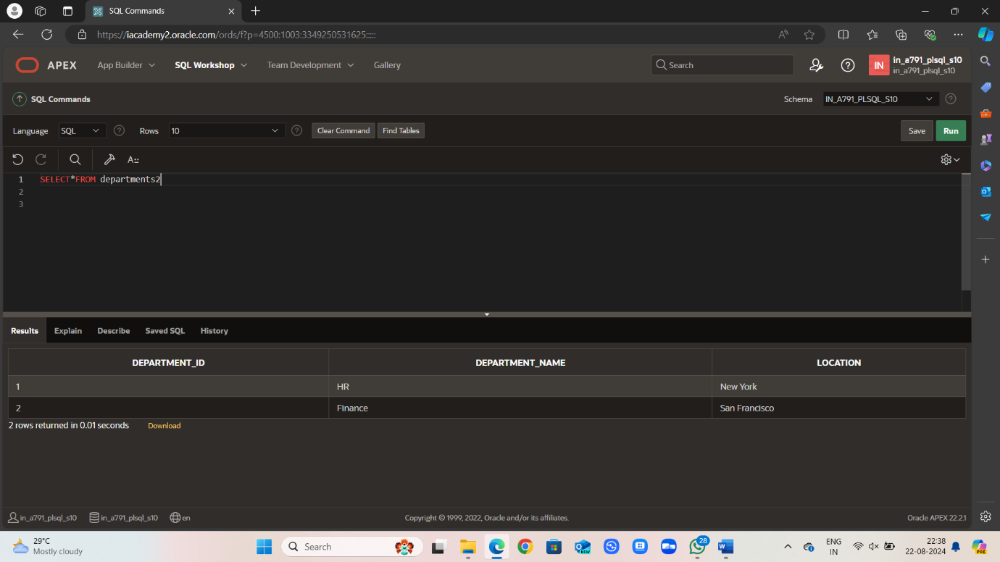 SQL Commands
https://iacademy2.oracle.com/ords/f?p=4500:1003:3349250531625:::::
APEX App Builder SQL Workshop Team Development Gallery Search IN in_a791_plsql_s10
in_a791_plsql_s10
SQL Commands Schema IN_A791_PLSQL_S10
Language SQL Rows 10 Clear Command Find Tables Save Run
A::
1 SELECT*FROM departments2
2
3
Results Explain Describe Saved SQL History
DEPARTMENT_ID DEPARTMENT_NAME LOCATION
1 HR New York
2 Finance San Francisco
2 rows returned in 0.01 seconds Download
in_a791_plsql_s10 in_a791_plsql_s10 en Copyright © 1999, 2022, Oracle and/or its affiliates. Oracle APEX 22.2.1
29°C
Mostly cloudy
Search
NEW
28
ENG
IN
22:38
22-08-2024
PRE